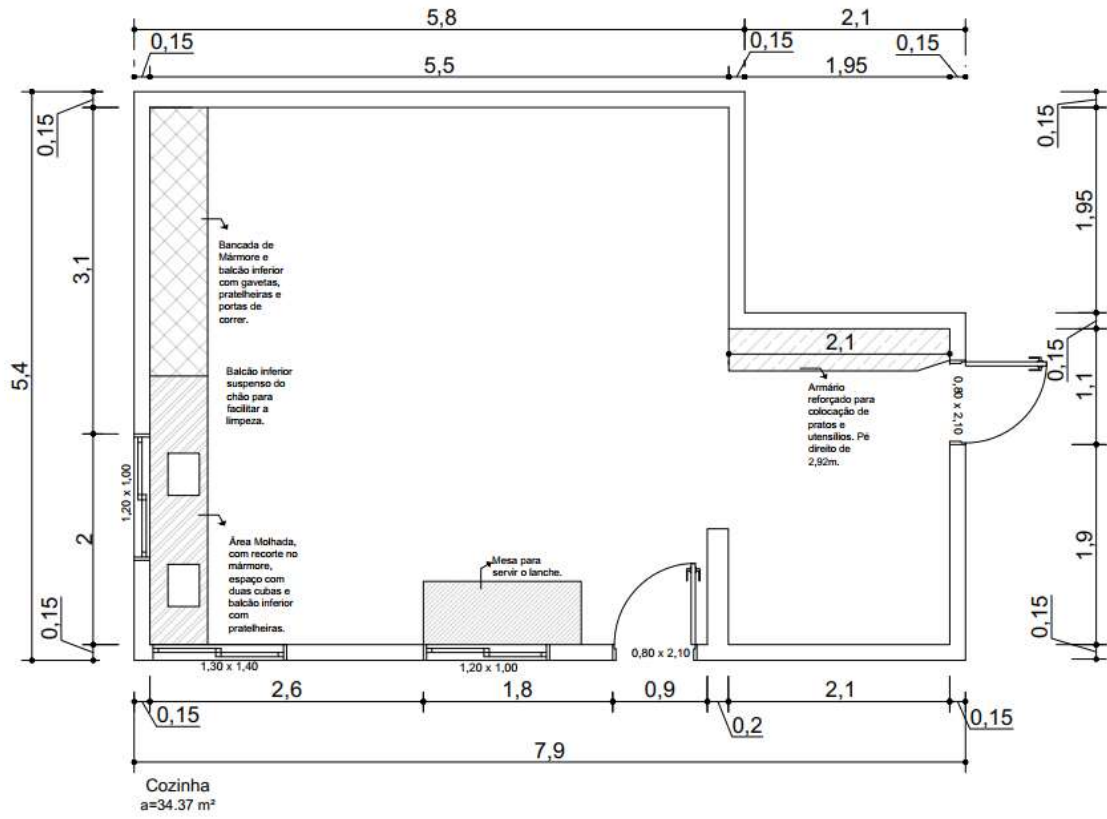 5,8
2,1
0,15
0,15
0,15
5,5
1,95
0,15
3,1
5,4
2
0,15
0,15
1,95
0,15
1,1
1,9
0,15
Bancada de
Mármore e
balcão inferior
com gavetas,
pratelheiras e
portas de
correr.
Balcão inferior
suspenso do
chão para
facilitar a
limpeza.
2,1
Armário
reforçado para
colocação de
pratos e
utensílios. Pé
direito de
2,92m.
0,80 x 2,10
1,20 x 1,00
Área Molhada,
com recorte no
mármore,
espaço com
duas cubas e
balcão inferior
com
prateilheiras.
Mesa para
servir o lanche.
1,30 x 1,40
1,20 x 1,00
0,80 x 2,10
2,6
1,8
0,9
2,1
0,15
0,2
0,15
7,9
Cozinha
a=34.37 m²